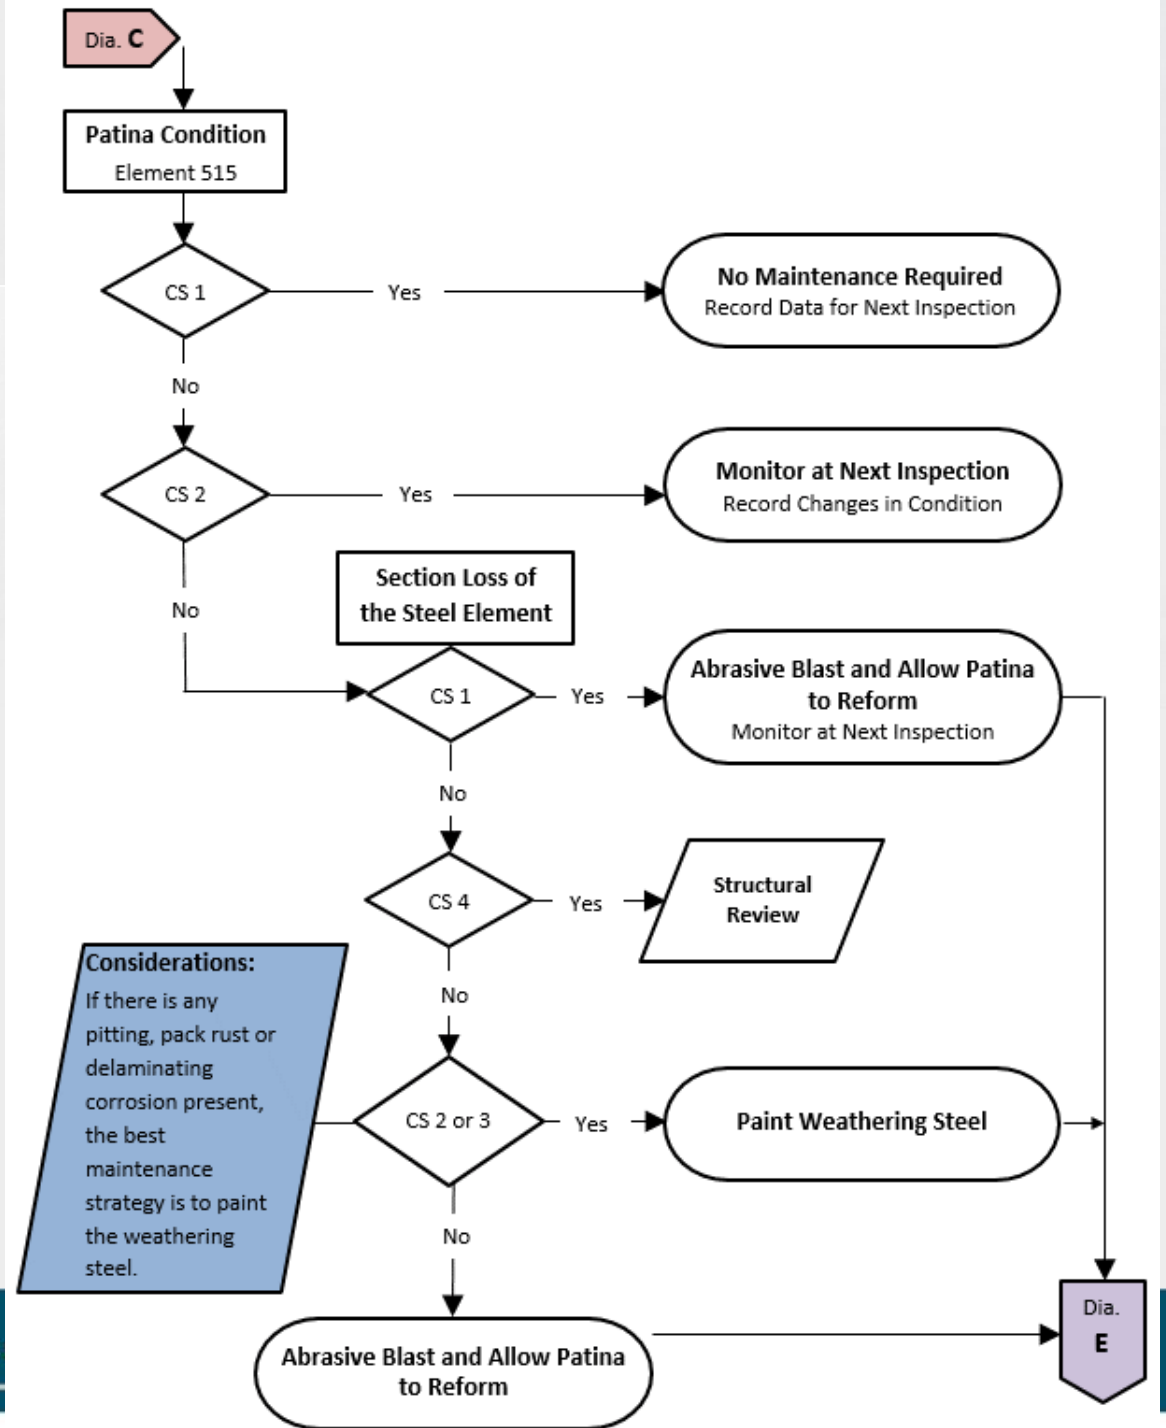 Dia. C
Patina Condition
Element 515
CS 1
Yes
No Maintenance Required
Record Data for Next Inspection
No
CS 2
Yes
Monitor at Next Inspection
Record Changes in Condition
No
Section Loss of
the Steel Element
CS 1
Yes
Abrasive Blast and Allow Patina
to Reform
Monitor at Next Inspection
No
CS 4
Yes
Structural
Review
No
Considerations:
If there is any
pitting, pack rust or
delaminating
corrosion present,
the best
maintenance
strategy is to paint
the weathering
steel.
CS 2 or 3
Yes
Paint Weathering Steel
No
Abrasive Blast and Allow Patina
to Reform
Dia.
E